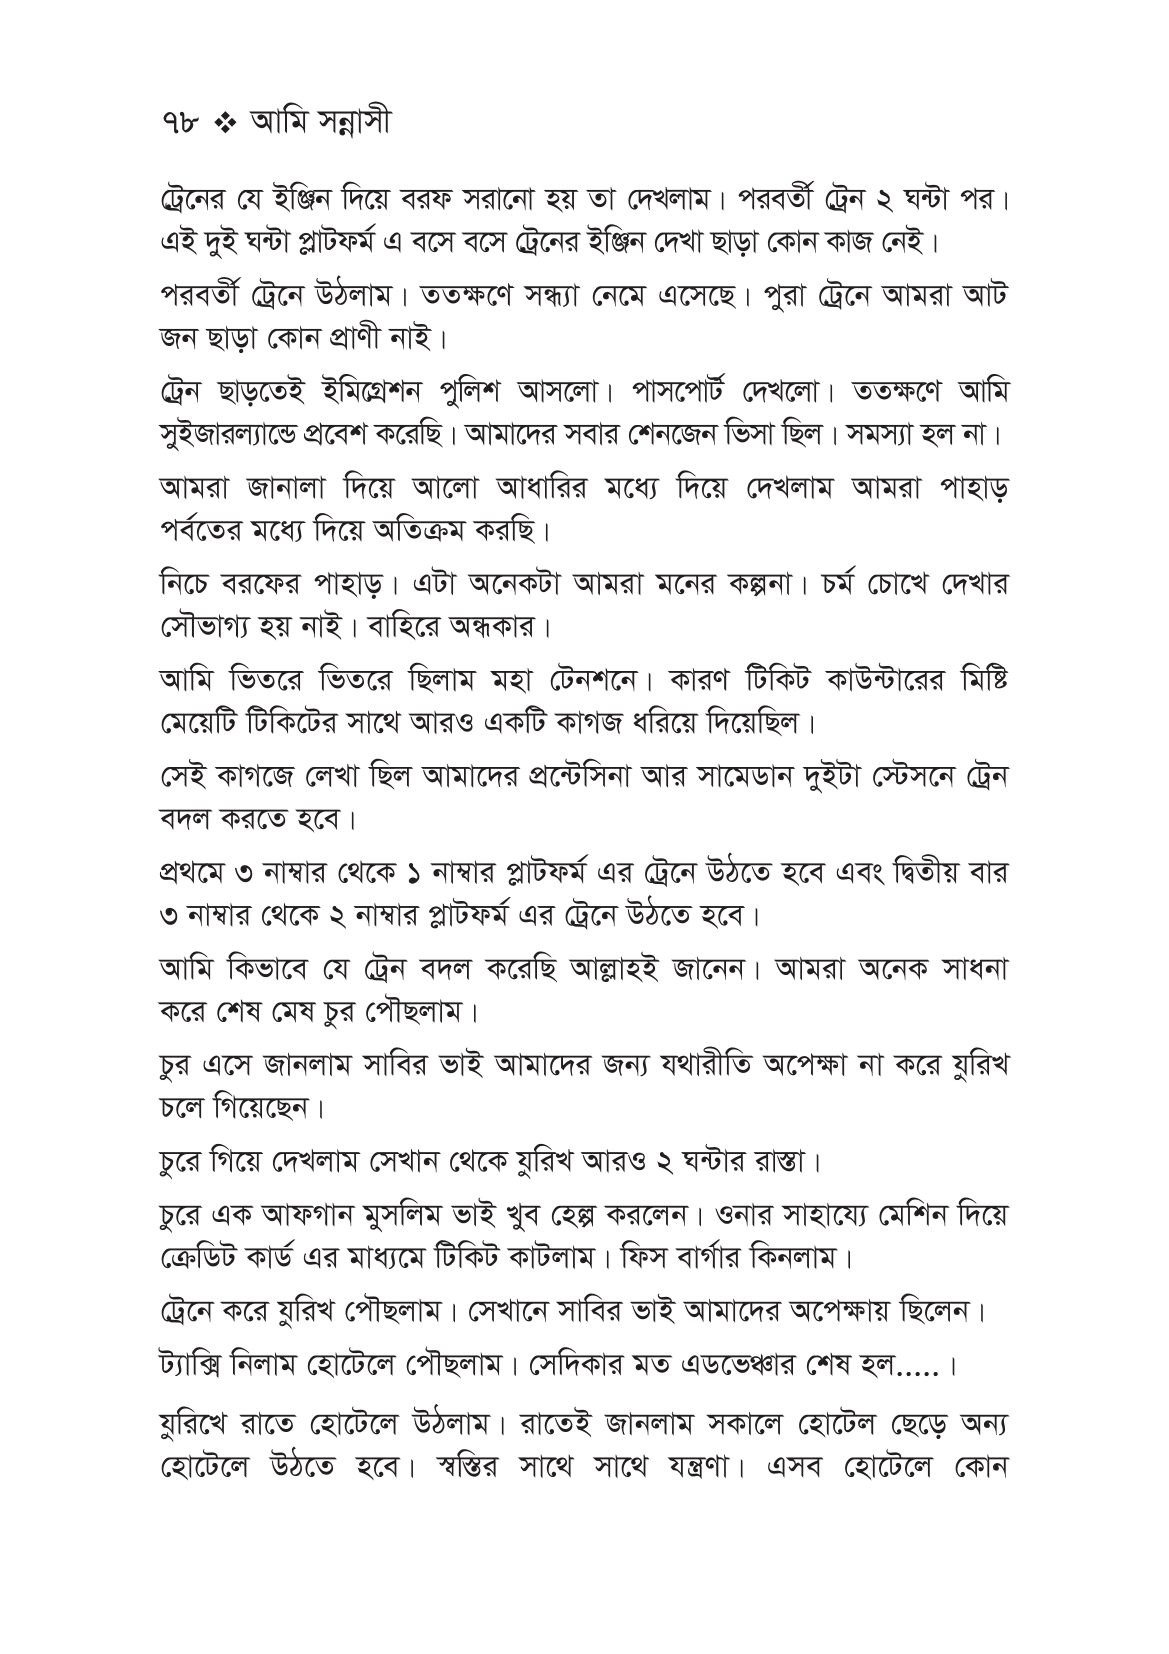 ৭৮ ❖ আমি সন্নাসী
ট্রেনের যে ইঞ্জিন দিয়ে বরফ সরানো হয় তা দেখলাম। পরবর্তী ট্রেন ২ ঘন্টা পর।
এই দুই ঘন্টা প্লাটফর্ম এ বসে বসে ট্রেনের ইঞ্জিন দেখা ছাড়া কোন কাজ নেই।
পরবর্তী ট্রেনে উঠলাম। ততক্ষণে সন্ধ্যা নেমে এসেছে। পুরা ট্রেনে আমরা আট
জন ছাড়া কোন প্রাণী নাই।
ট্রেন ছাড়তেই ইমিগ্রেশন পুলিশ আসলো। পাসপোর্ট দেখলো। ততক্ষণে আমি
সুইজারল্যান্ডে প্রবেশ করেছি। আমাদের সবার শেনজেন ভিসা ছিল। সমস্যা হল না।
আমরা জানালা দিয়ে আলো আধারির মধ্যে দিয়ে দেখলাম আমরা পাহাড়
পর্বতের মধ্যে দিয়ে অতিক্রম করছি।
নিচে বরফের পাহাড়। এটা অনেকটা আমরা মনের কল্পনা। চর্ম চোখে দেখার
সৌভাগ্য হয় নাই। বাহিরে অন্ধকার।
আমি ভিতরে ভিতরে ছিলাম মহা টেনশনে। কারণ টিকিট কাউন্টারের মিষ্টি
মেয়েটি টিকিটের সাথে আরও একটি কাগজ ধরিয়ে দিয়েছিল।
সেই কাগজে লেখা ছিল আমাদের প্রন্টেসিনা আর সামেডান দুইটা স্টেসনে ট্রেন
বদল করতে হবে।
প্রথমে ৩ নাম্বার থেকে ১ নাম্বার প্লাটফর্ম এর ট্রেনে উঠতে হবে এবং দ্বিতীয় বার
৩ নাম্বার থেকে ২ নাম্বার প্লাটফর্ম এর ট্রেনে উঠতে হবে।
আমি কিভাবে যে ট্রেন বদল করেছি আল্লাহই জানেন। আমরা অনেক সাধনা
করে শেষ মেষ চুর পৌছলাম।
চুর এসে জানলাম সাবির ভাই আমাদের জন্য যথারীতি অপেক্ষা না করে যুরিখ
চলে গিয়েছেন।
চুরে গিয়ে দেখলাম সেখান থেকে যুরিখ আরও ২ ঘন্টার রাস্তা।
চুরে এক আফগান মুসলিম ভাই খুব হেল্প করলেন। ওনার সাহায্যে মেশিন দিয়ে
ক্রেডিট কার্ড এর মাধ্যমে টিকিট কাটলাম। ফিস বার্গার কিনলাম।
ট্রেনে করে যুরিখ পৌছলাম। সেখানে সাবির ভাই আমাদের অপেক্ষায় ছিলেন।
ট্যাক্সি নিলাম হোটেলে পৌছলাম। সেদিকার মত এডভেঞ্চার শেষ হল.....।
যুরিখে রাতে হোটেলে উঠলাম। রাতেই জানলাম সকালে হোটেল ছেড়ে অন্য
হোটেলে উঠতে হবে। স্বস্তির সাথে সাথে যন্ত্রণা। এসব হোটেলে কোন